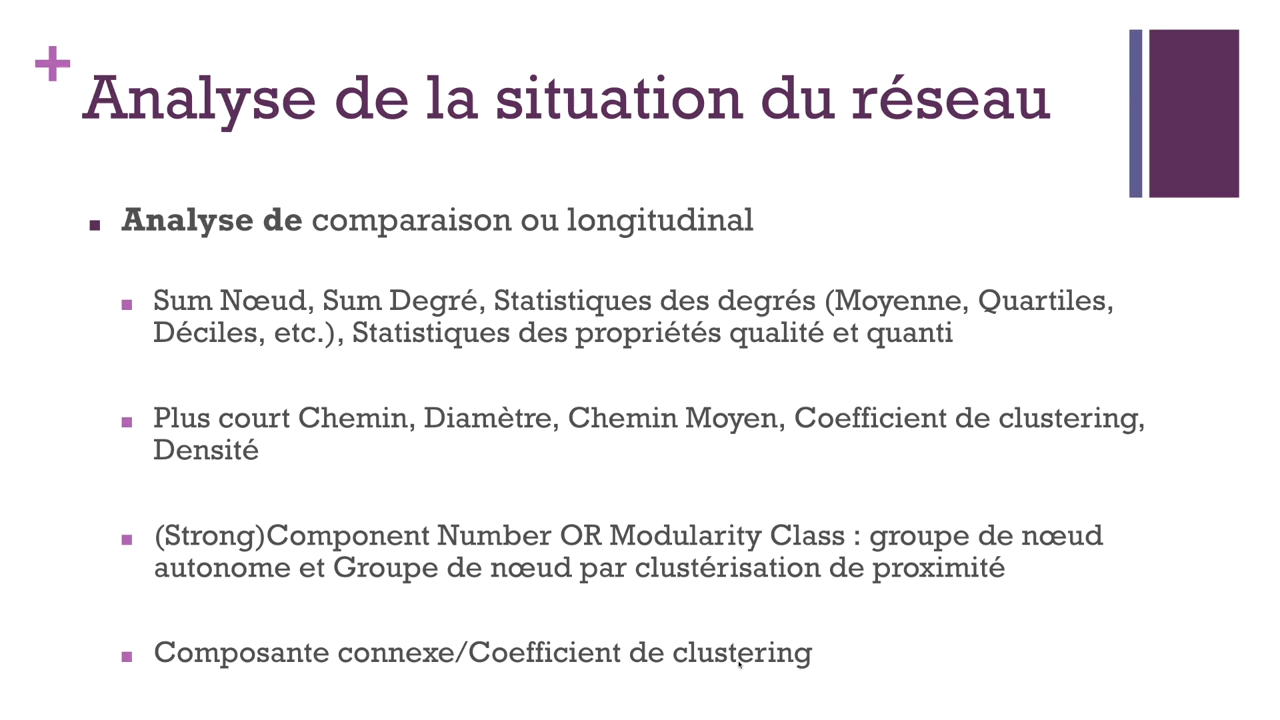 +
Analyse de la situation du réseau
Analyse de comparaison ou longitudinal
Sum Nœud, Sum Degré, Statistiques des degrés (Moyenne, Quartiles,
Déciles, etc.), Statistiques des propriétés qualité et quanti
Plus court Chemin, Diamètre, Chemin Moyen, Coefficient de clustering,
Densité
(Strong)Component Number OR Modularity Class : groupe de nœud
autonome et Groupe de nœud par clustérisation de proximité
Composante connexe/Coefficient de clustering